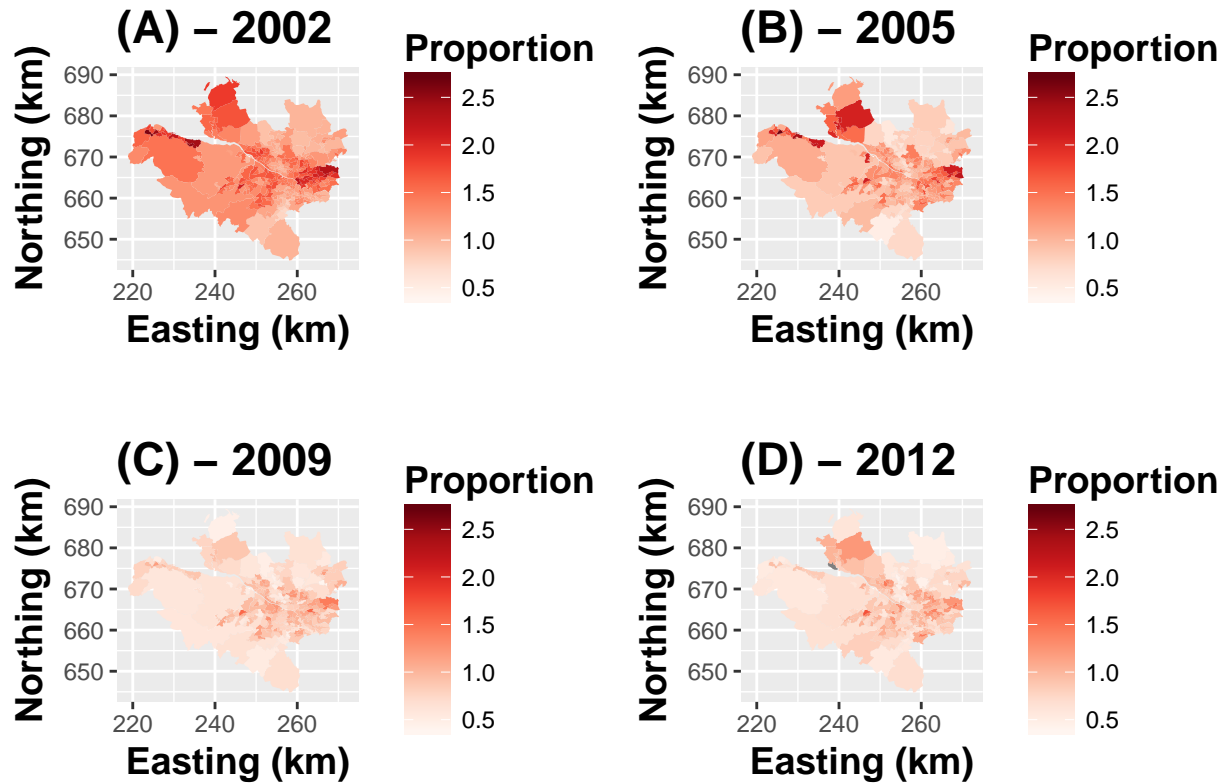 (A) – 2002
Proportion
690
680
670
660
650
Northing (km)
220 240 260
Easting (km)
2.5
2.0
1.5
1.0
0.5
(B) – 2005
Proportion
690
680
670
660
650
Northing (km)
220 240 260
Easting (km)
2.5
2.0
1.5
1.0
0.5
(C) – 2009
Proportion
690
680
670
660
650
Northing (km)
220 240 260
Easting (km)
2.5
2.0
1.5
1.0
0.5
(D) – 2012
Proportion
690
680
670
660
650
Northing (km)
220 240 260
Easting (km)
2.5
2.0
1.5
1.0
0.5